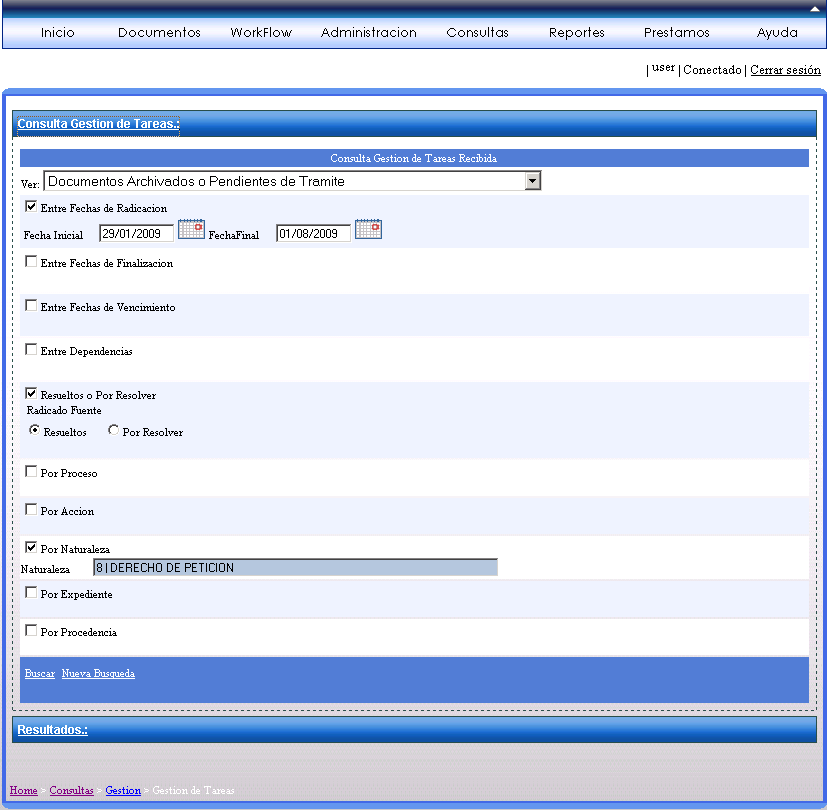 Inicio Documentos WorkFlow Administracion Consultas Reportes Prestamos Ayuda
| user | Conectado | Cerrar sesión
Consulta Gestion de Tareas.:
Consulta Gestion de Tareas Recibida
Ver: Documentos Archivados o Pendientes de Tramite
Entre Fechas de Radicacion
Fecha Inicial 29/01/2009 FechaFinal 01/08/2009
Entre Fechas de Finalizacion
Entre Fechas de Vencimiento
Entre Dependencias
Resueltos o Por Resolver
Radicado Fuente
Resueltos Por Resolver
Por Proceso
Por Accion
Por Naturaleza
Naturaleza 8 | DERECHO DE PETICION
Por Expediente
Por Procedencia
Buscar Nueva Busqueda
Resultados.:
Home > Consultas > Gestion > Gestion de Tareas